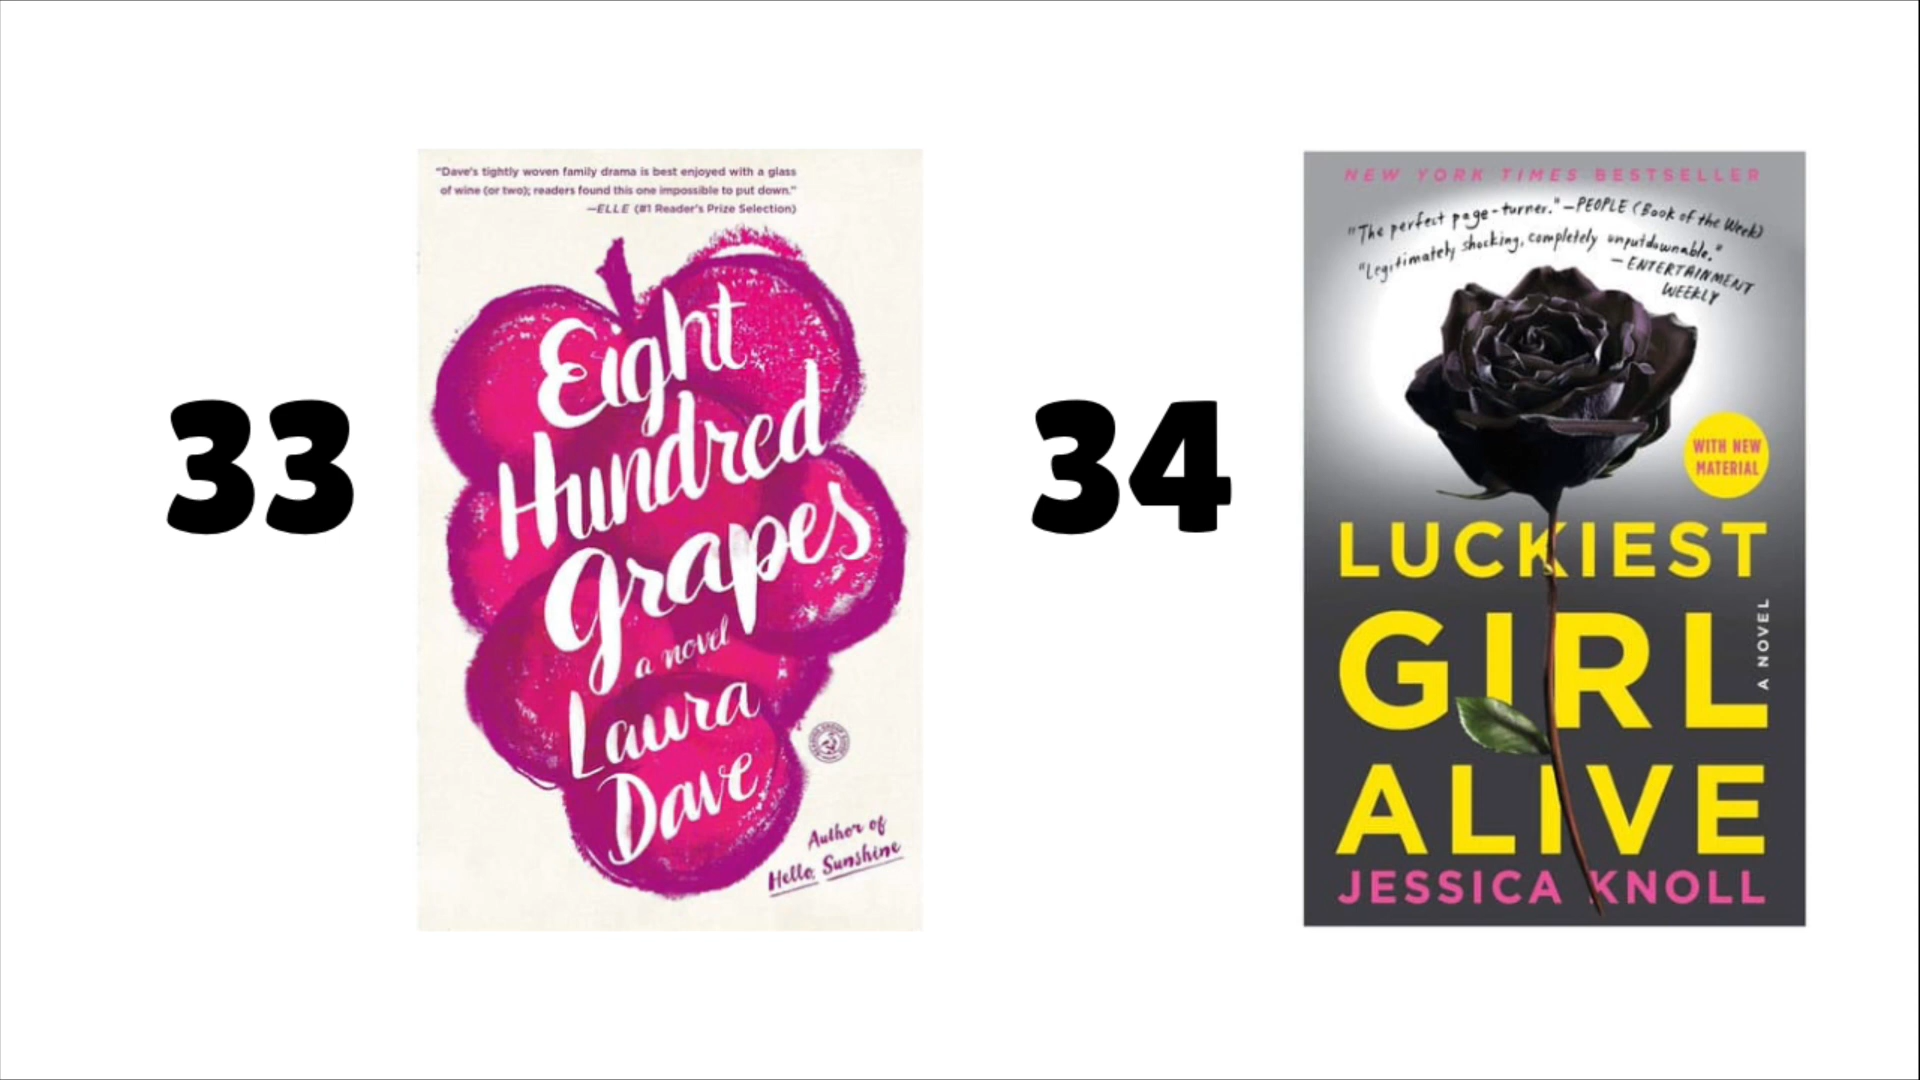 33
"Dave's tightly woven family drama is best enjoyed with a glass
of wine (or two); readers found this one impossible to put down."
—ELLE (#1 Reader's Prize Selection)
Eight
Hundred
Grapes
a novel
Laura
Dave
Author of
Hello, Sunshine
34
NEW YORK TIMES BESTSELLER
"The perfect page-turner." —PEOPLE (Book of the Week)
"Legitimately shocking, completely unputdownable."
—ENTERTAINMENT
WEEKLY
WITH NEW
MATERIAL
LUCKIEST
GIRL
A NOVEL
ALIVE
JESSICA KNOLL